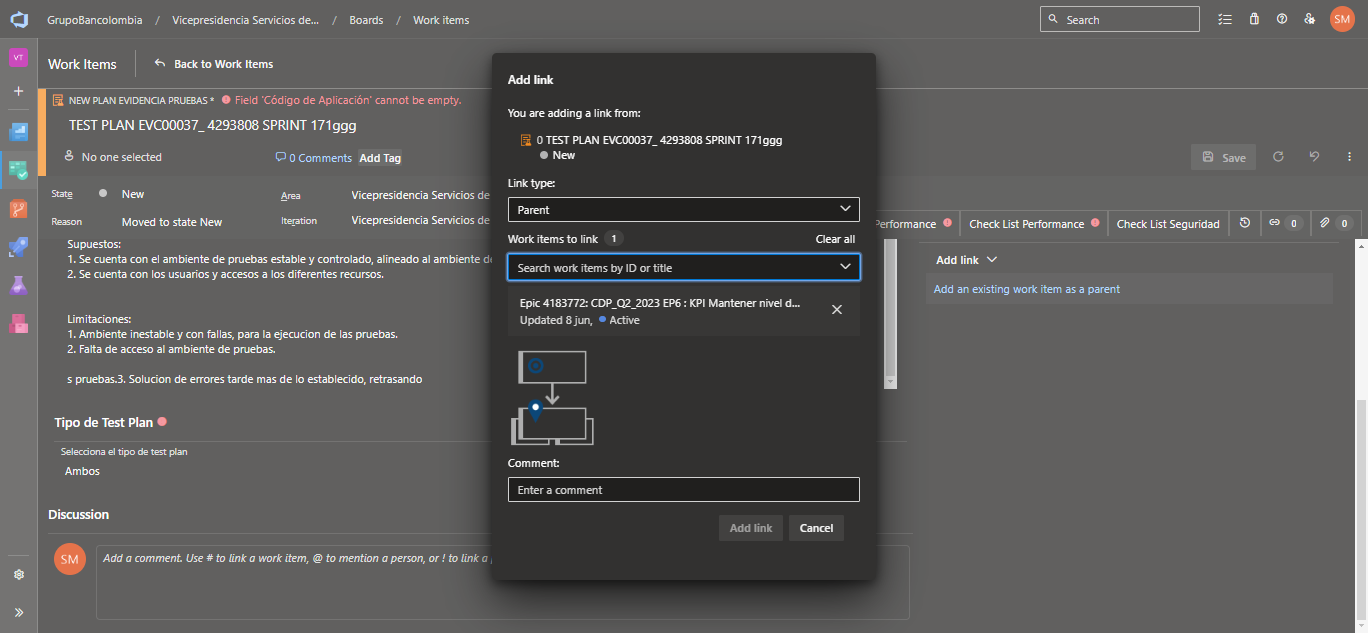 GrupoBancolombia / Vicepresidencia Servicios de... / Boards / Work items
Search
SM
VT
Work Items
Back to Work Items
NEW PLAN EVIDENCIA PRUEBAS * Field 'Código de Aplicación' cannot be empty.
TEST PLAN EVC00037_ 4293808 SPRINT 171ggg
No one selected
0 Comments
Add Tag
Save
State
New
Area
Vicepresidencia Servicios de
Reason
Moved to state New
Iteration
Vicepresidencia Servicios de
Performance
Check List Performance
Check List Seguridad
0
0
Supuestos:
1. Se cuenta con el ambiente de pruebas estable y controlado, alineado al ambiente de
2. Se cuenta con los usuarios y accesos a los diferentes recursos.
Limitaciones:
1. Ambiente inestable y con fallas, para la ejecucion de las pruebas.
2. Falta de acceso al ambiente de pruebas.
s pruebas.3. Solucion de errores tarde mas de lo establecido, retrasando
Tipo de Test Plan
Selecciona el tipo de test plan
Ambos
Discussion
SM
Add a comment. Use # to link a work item, @ to mention a person, or ! to link a
Add link
Add an existing work item as a parent
Add link
You are adding a link from:
0 TEST PLAN EVC00037_ 4293808 SPRINT 171ggg
New
Link type:
Parent
Work items to link 1
Clear all
Search work items by ID or title
Epic 4183772: CDP_Q2_2023 EP6 : KPI Mantener nivel d...
Updated 8 jun, Active
Comment:
Enter a comment
Add link
Cancel